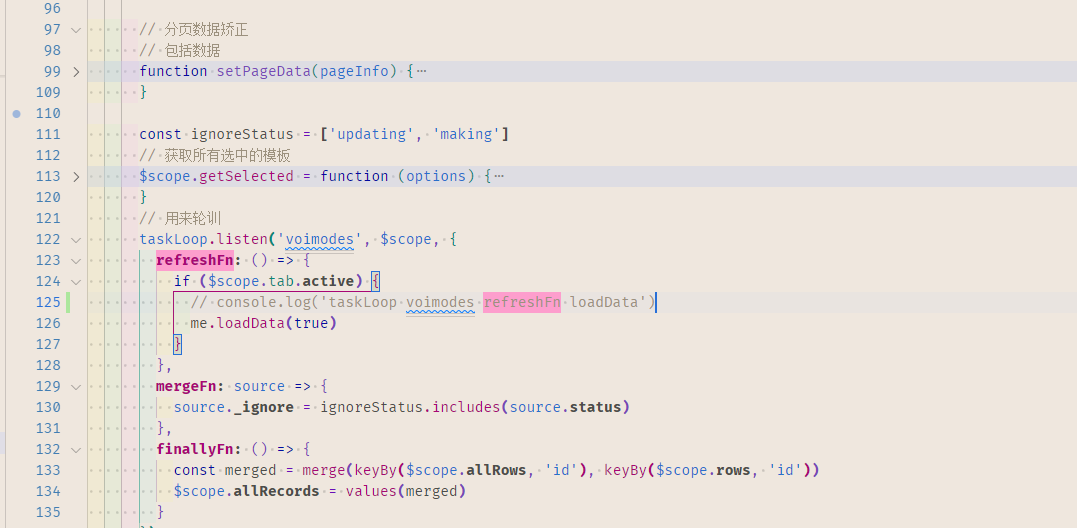 96
97 // 分页数据矫正
98 // 包括数据
99 function setPageData(pageInfo) {…
109 }
110
111 const ignoreStatus = ['updating', 'making']
112 // 获取所有选中的模板
113 $scope.getSelected = function (options) {…
120 }
121 // 用来轮训
122 taskLoop.listen('voimodes', $scope, {
123 refreshFn: () => {
124 if ($scope.tab.active) {
125 // console.log('taskLoop voimodes refreshFn loadData')
126 me.loadData(true)
127 }
128 },
129 mergeFn: source => {
130 source._ignore = ignoreStatus.includes(source.status)
131 },
132 finallyFn: () => {
133 const merged = merge(keyBy($scope.allRows, 'id'), keyBy($scope.rows, 'id'))
134 $scope.allRecords = values(merged)
135 }